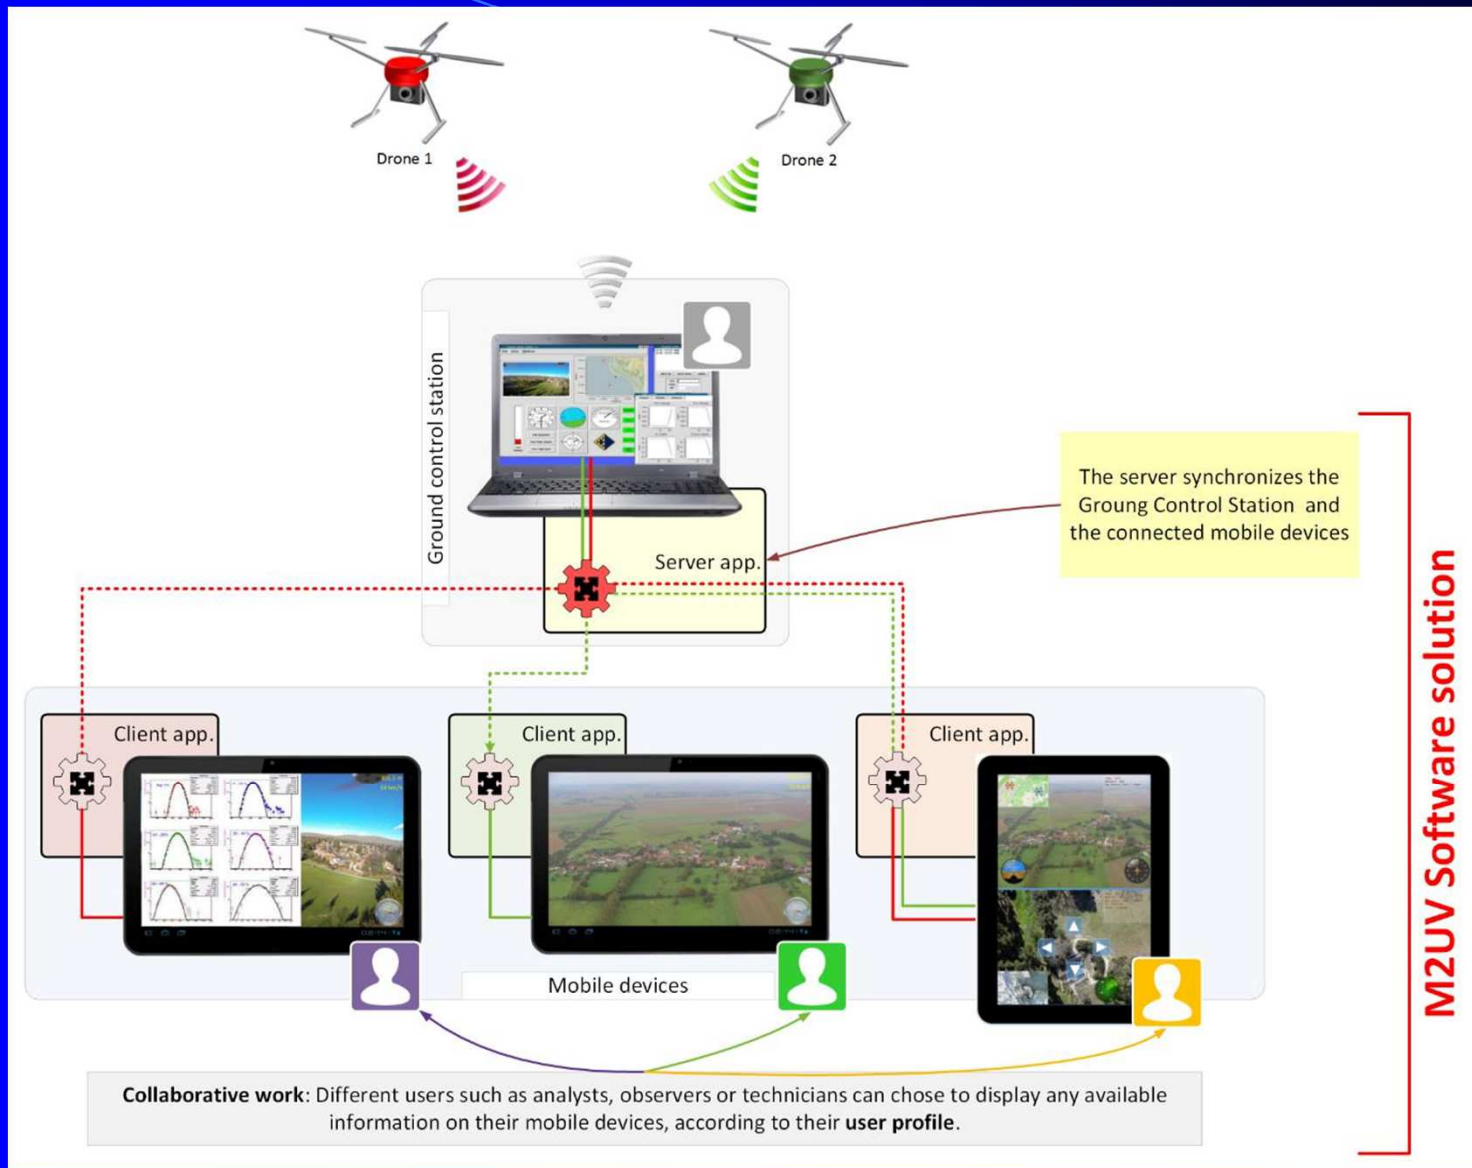 Drone 1
Drone 2
Ground control station
Server app.
The server synchronizes the
Groung Control Station and
the connected mobile devices
M2UV Software solution
Client app.
Client app.
Client app.
Mobile devices
Collaborative work: Different users such as analysts, observers or technicians can chose to display any available
information on their mobile devices, according to their user profile.